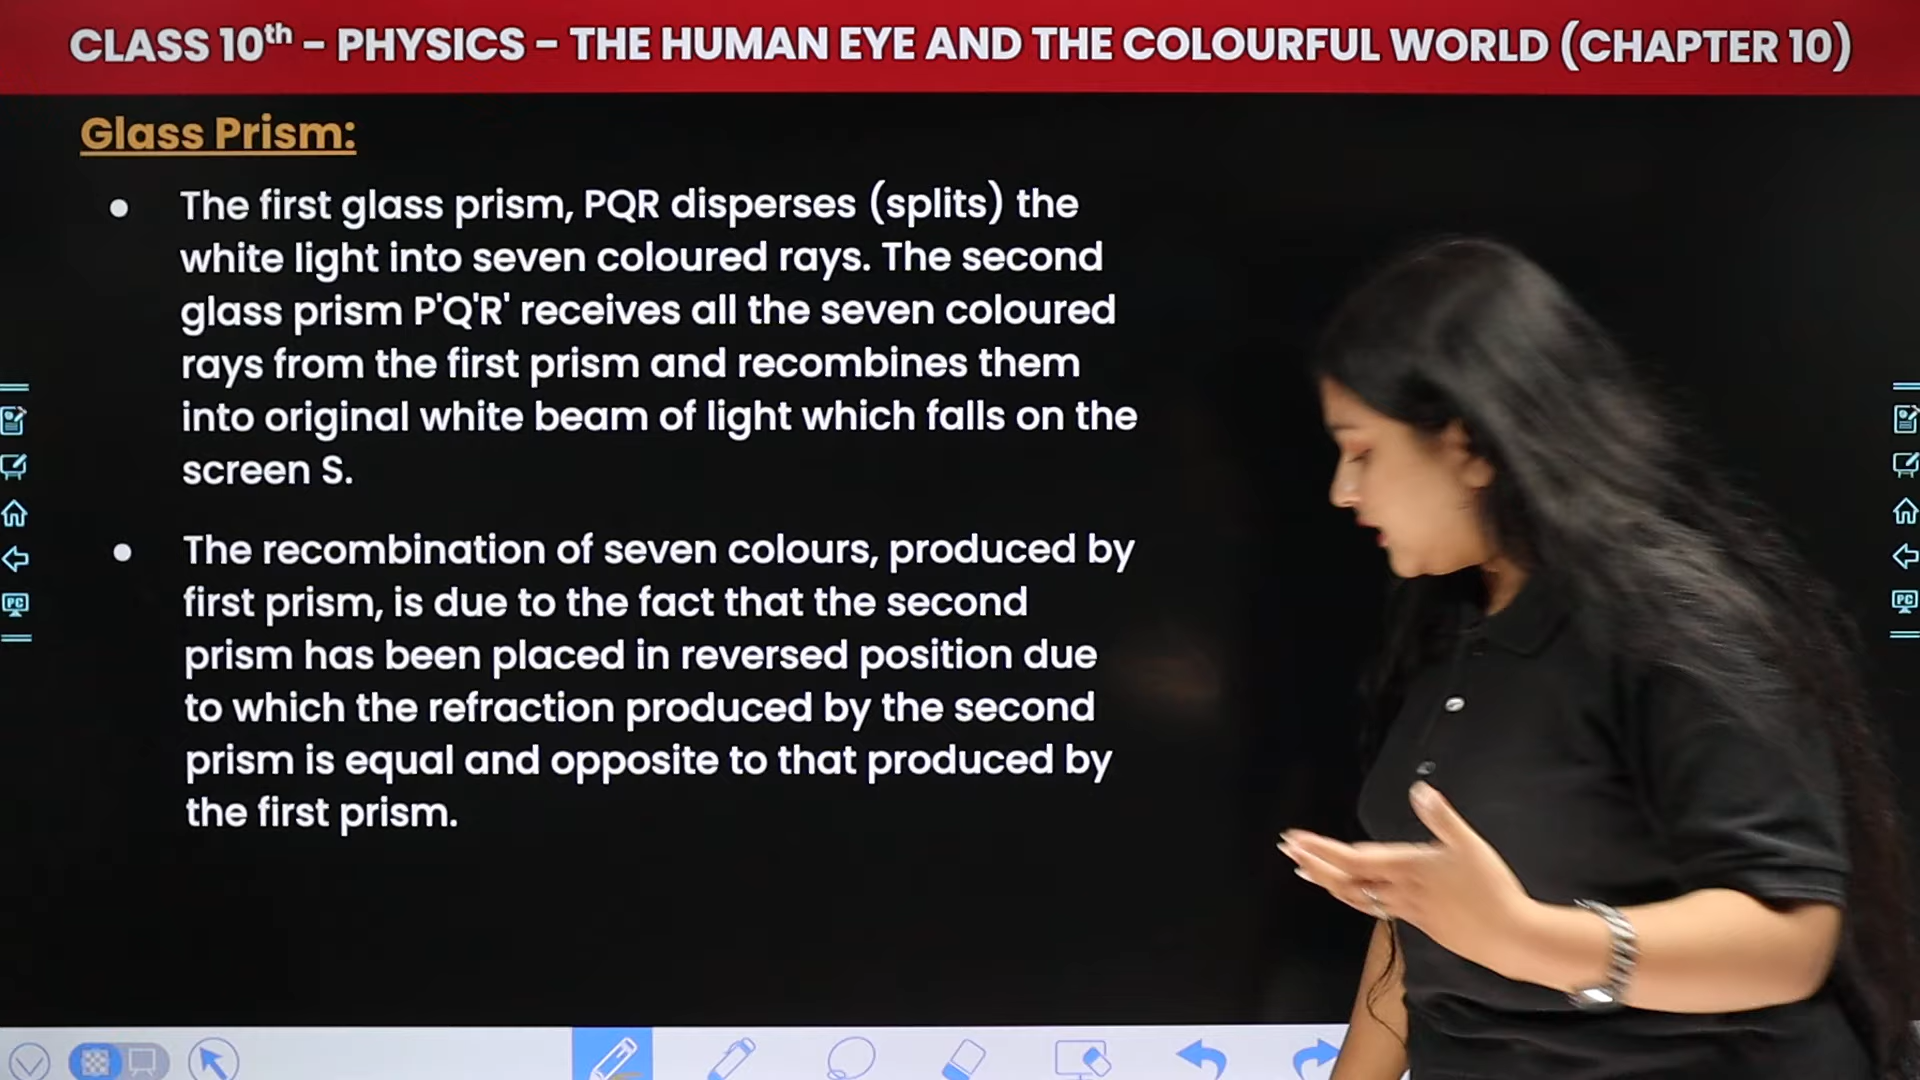 CLASS 10th – PHYSICS – THE HUMAN EYE AND THE COLOURFUL WORLD (CHAPTER 10)
Glass Prism:
● The first glass prism, PQR disperses (splits) the
white light into seven coloured rays. The second
glass prism P'Q'R' receives all the seven coloured
rays from the first prism and recombines them
into original white beam of light which falls on the
screen S.
● The recombination of seven colours, produced by
first prism, is due to the fact that the second
prism has been placed in reversed position due
to which the refraction produced by the second
prism is equal and opposite to that produced by
the first prism.
PC
PC